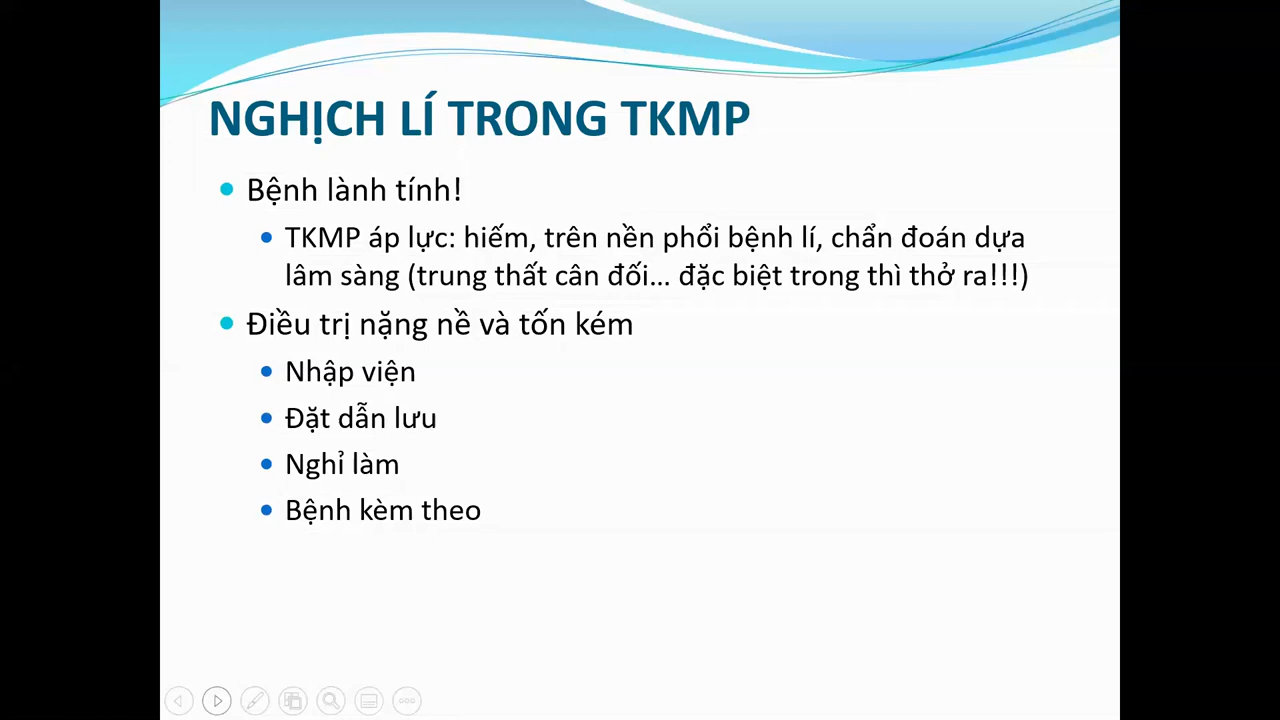 NGHỊCH LÍ TRONG TKMP
Bệnh lành tính!
TKMP áp lực: hiếm, trên nền phổi bệnh lí, chẩn đoán dựa
lâm sàng (trung thất cân đối... đặc biệt trong thì thở ra!!!)
Điều trị nặng nề và tốn kém
Nhập viện
Đặt dẫn lưu
Nghỉ làm
Bệnh kèm theo